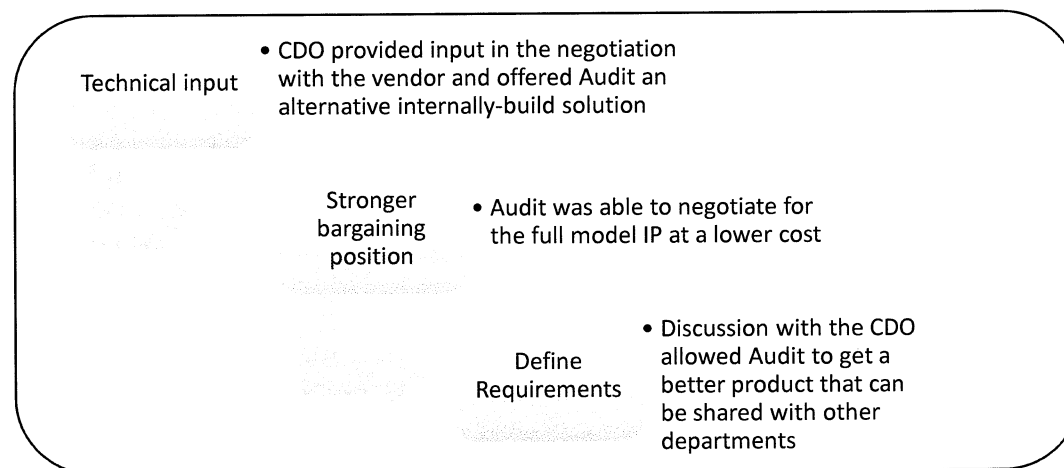 Technical input
• CDO provided input in the negotiation
with the vendor and offered Audit an
alternative internally-build solution
Stronger
bargaining
position
• Audit was able to negotiate for
the full model IP at a lower cost
Define
Requirements
• Discussion with the CDO
allowed Audit to get a
better product that can
be shared with other
departments